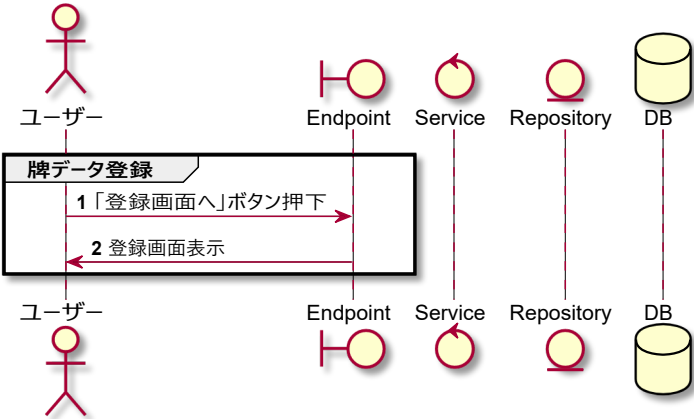 ユーザー Endpoint Service Repository DB
牌データ登録
1 「登録画面へ」ボタン押下
2 登録画面表示
ユーザー Endpoint Service Repository DB